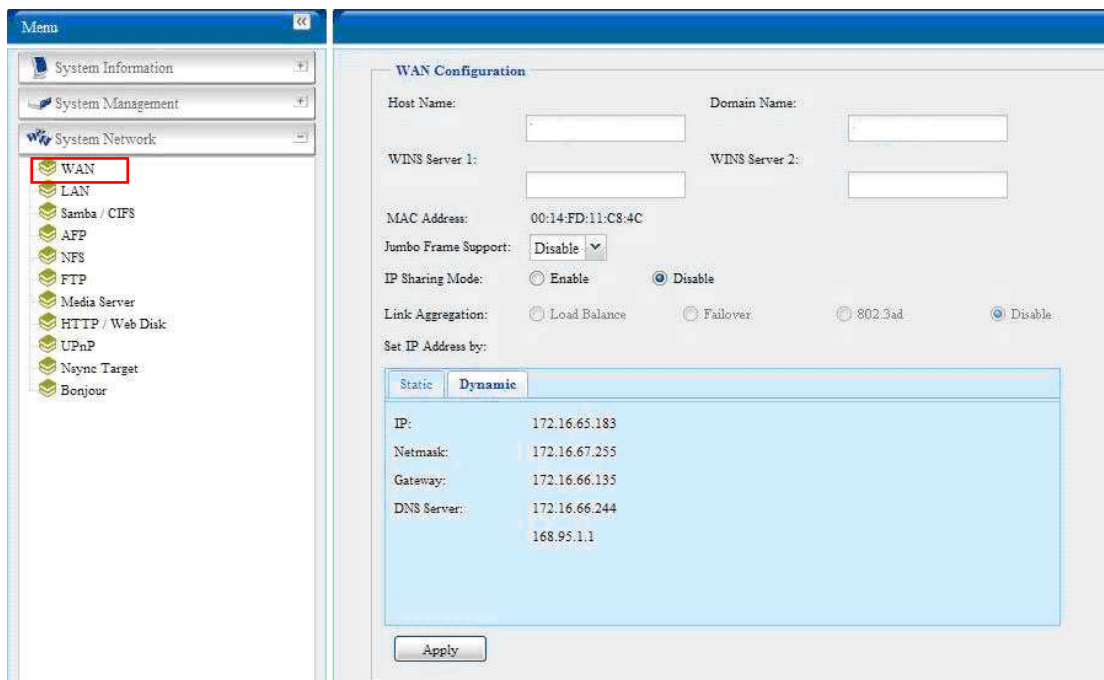 Menu
System Information
System Management
System Network
WAN
LAN
Samba / CIFS
AFP
NFS
FTP
Media Server
HTTP / Web Disk
UPnP
Nsync Target
Bonjour
WAN Configuration
Host Name: Domain Name:
WINS Server 1: WINS Server 2:
MAC Address: 00:14:FD:11:C8:4C
Jumbo Frame Support: Disable
IP Sharing Mode: Enable Disable
Link Aggregation: Load Balance Failover 802.3ad Disable
Set IP Address by:
Static Dynamic
IP: 172.16.65.183
Netmask: 172.16.67.255
Gateway: 172.16.66.135
DNS Server: 172.16.66.244
168.95.1.1
Apply